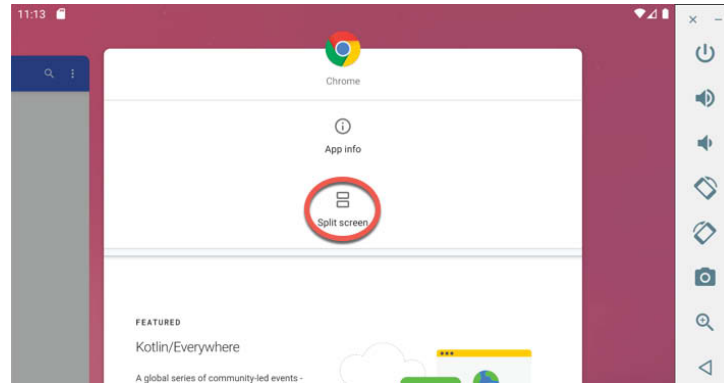 11:13
Chrome
App info
Split screen
FEATURED
Kotlin/Everywhere
A global series of community-led events -